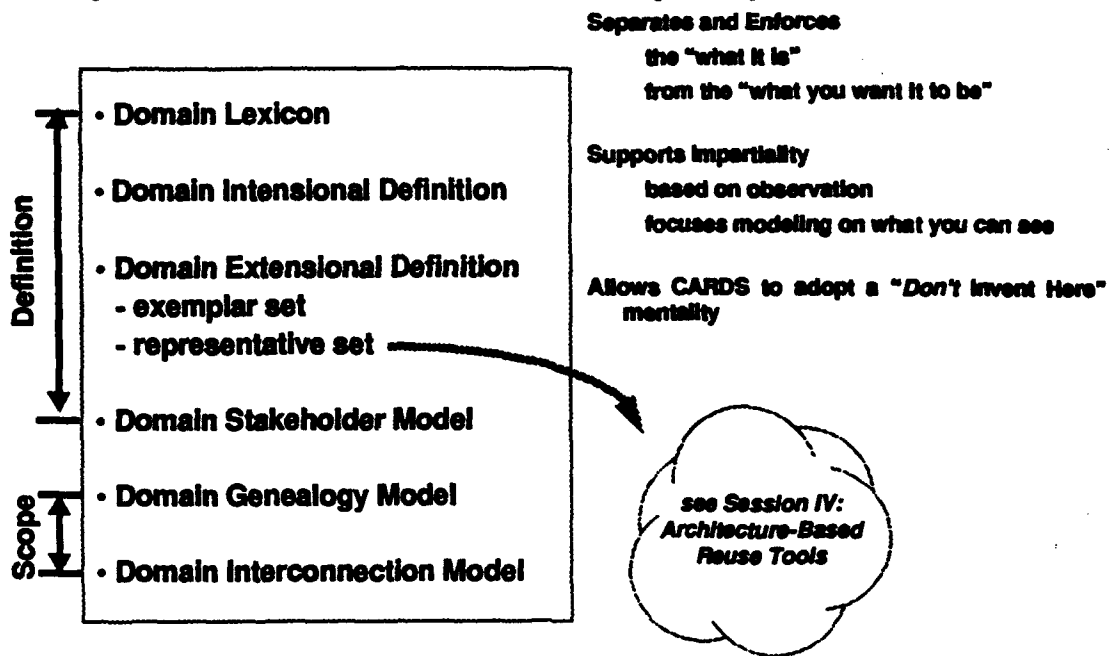 Definition
Scope
• Domain Lexicon
• Domain Intensional Definition
• Domain Extensional Definition
- exemplar set
- representative set
• Domain Stakeholder Model
• Domain Genealogy Model
• Domain Interconnection Model
Separates and Enforces
the "what it is"
from the "what you want it to be"
Supports Impartiality
based on observation
focuses modeling on what you can see
Allows CARDS to adopt a "Don't Invent Here"
mentality
see Session IV:
Architecture-Based
Reuse Tools